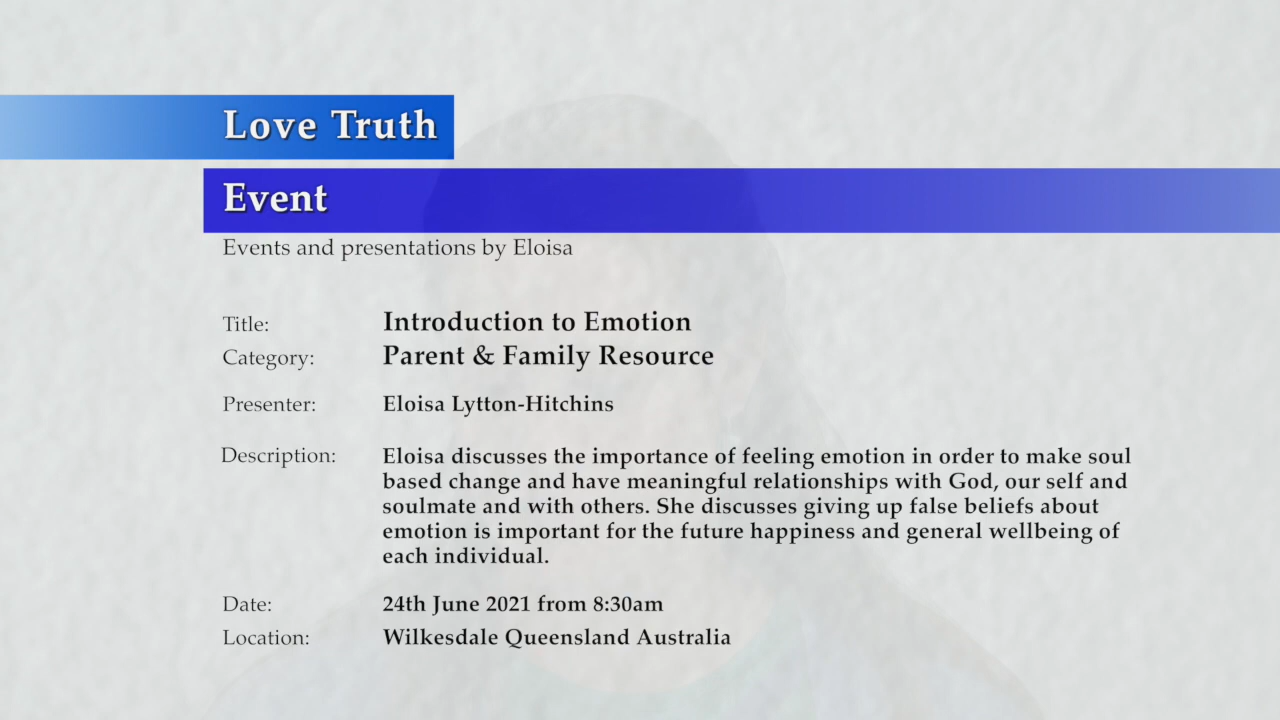 Love Truth
Event
Events and presentations by Eloisa
Title: Introduction to Emotion
Category: Parent & Family Resource
Presenter: Eloisa Lytton-Hitchins
Description: Eloisa discusses the importance of feeling emotion in order to make soul
based change and have meaningful relationships with God, our self and
soulmate and with others. She discusses giving up false beliefs about
emotion is important for the future happiness and general wellbeing of
each individual.
Date: 24th June 2021 from 8:30am
Location: Wilkesdale Queensland Australia